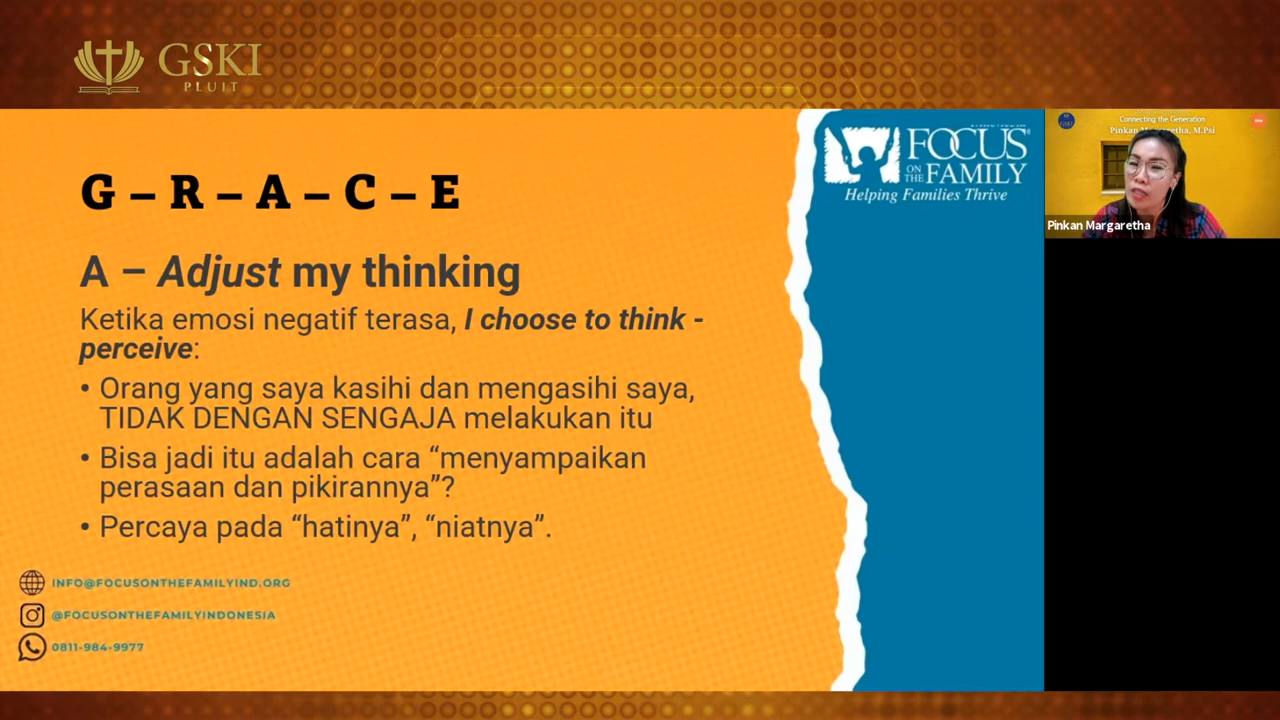 GSKI
PLUIT
G – R – A – C – E
A – Adjust my thinking
Ketika emosi negatif terasa, I choose to think -
perceive:
• Orang yang saya kasihi dan mengasihi saya,
TIDAK DENGAN SENGAJA melakukan itu
• Bisa jadi itu adalah cara “menyampaikan
perasaan dan pikirannya”?
• Percaya pada “hatinya”, “niatnya”.
INFO@FOCUSONTHEFAMILYIND.ORG
@FOCUSONTHEFAMILYINDONESIA
0811-984-9977
FOCUS
ON THE FAMILY
Helping Families Thrive
Connecting the Generation
Pinkan Margaretha, M.Psi
Pinkan Margaretha